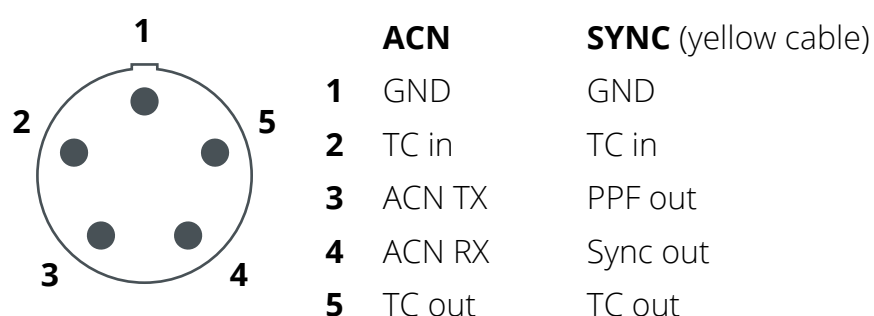 1
2
5
3
4
ACN SYNC (yellow cable)
1 GND GND
2 TC in TC in
3 ACN TX PPF out
4 ACN RX Sync out
5 TC out TC out